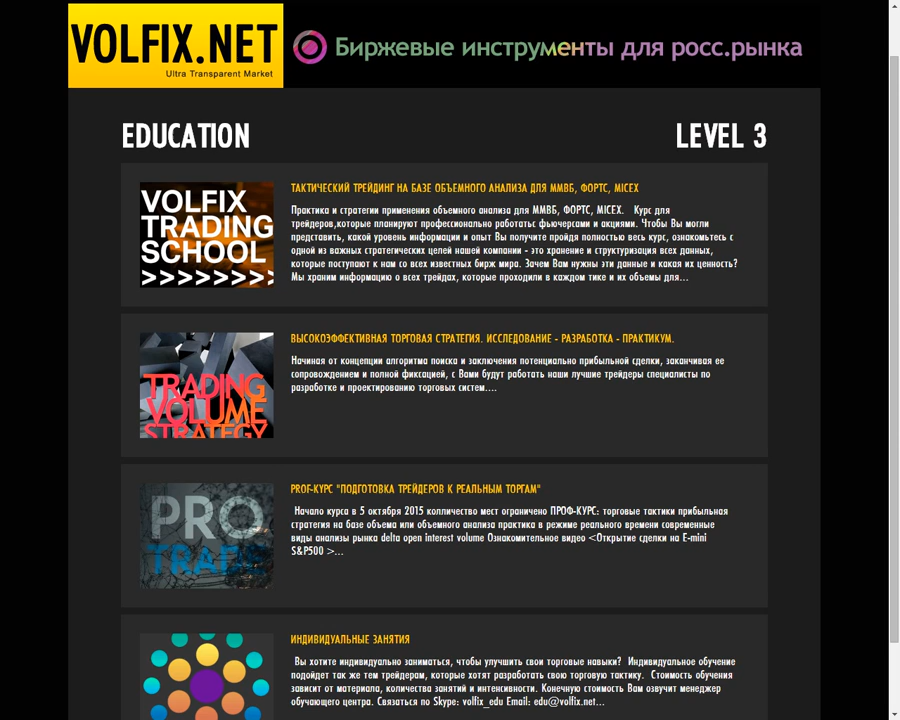 VOLFIX.NET
Ultra Transparent Market
Биржевые инструменты для росс.рынка
EDUCATION
LEVEL 3
VOLFIX
TRADING
SCHOOL
>>>>>>>>
ТАКТИЧЕСКИЙ ТРЕЙДИНГ НА БАЗЕ ОБЪЕМНОГО АНАЛИЗА ДЛЯ ММВБ, ФОРТС, MICEX
Практика и стратегии применения объемного анализа для ММВБ, ФОРТС, MICEX. Курс для
трейдеров,которые планируют профессионально работатьс фьючерсами и акциями. Чтобы Вы могли
представить, какой уровень информации и опыт Вы получите пройдя полностью весь курс, ознакомьтесь с
одной из важных стратегических целей нашей компании - это хранение и структуризация всех данных,
которые поступают к нам со всех известных бирж мира. Зачем Вам нужны эти данные и какая их ценность?
Мы храним информацию о всех трейдах, которые проходили в каждом тике и их объемы для...
TRADING
VOLUME
STRATEGY
ВЫСОКОЭФФЕКТИВНАЯ ТОРГОВАЯ СТРАТЕГИЯ. ИССЛЕДОВАНИЕ - РАЗРАБОТКА - ПРАКТИКУМ.
Начиная от концепции алгоритма поиска и заключения потенциально прибыльной сделки, заканчивая ее
сопровождением и полной фиксацией, с Вами будут работать наши лучшие трейдеры специалисты по
разработке и проектированию торговых систем....
PRO
TRADE
PROF-КУРС "ПОДГОТОВКА ТРЕЙДЕРОВ К РЕАЛЬНЫМ ТОРГАМ"
Начало курса в 5 октября 2015 колличество мест ограничено ПРОФ-КУРС: торговые тактики прибыльная
стратегия на базе объема или объемного анализа практика в режиме реального времени современные
виды анализы рынка delta open interest volume Ознакомительное видео <Открытие сделки на E-mini
S&P500 >...
ИНДИВИДУАЛЬНЫЕ ЗАНЯТИЯ
Вы хотите индивидуально заниматься, чтобы улучшить свои торговые навыки? Индивидуальное обучение
подойдет так же тем трейдерам, которые хотят разработать свою торговую тактику. Стоимость обучения
зависит от материала, количества занятий и интенсивности. Конечную стоимость Вам озвучит менеджер
обучающего центра. Связаться по Skype: volfix_edu Email: edu@volfix.net...